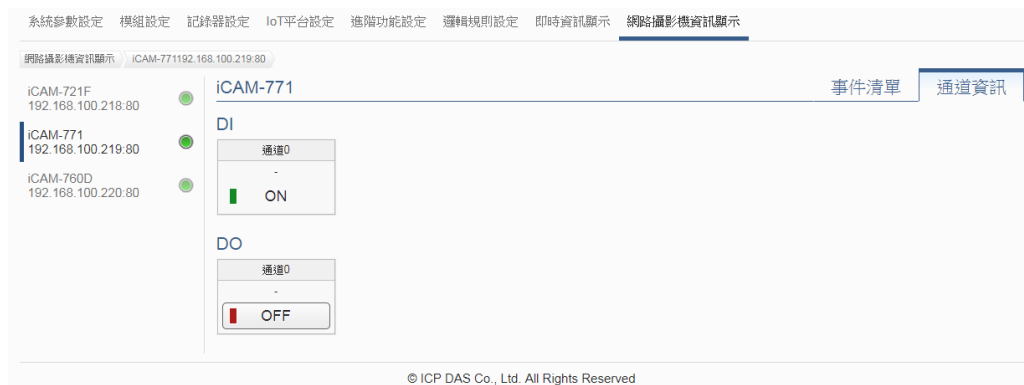 系統參數設定 模組設定 記錄器設定 IoT平台設定 進階功能設定 邏輯規則設定 即時資訊顯示 網路攝影機資訊顯示
網路攝影機資訊顯示 iCAM-771192.168.100.219:80
iCAM-721F
192.168.100.218:80
iCAM-771
192.168.100.219:80
iCAM-760D
192.168.100.220:80
iCAM-771 事件清單 通道資訊
DI
通道0
-
ON
DO
通道0
-
OFF
© ICP DAS Co., Ltd. All Rights Reserved